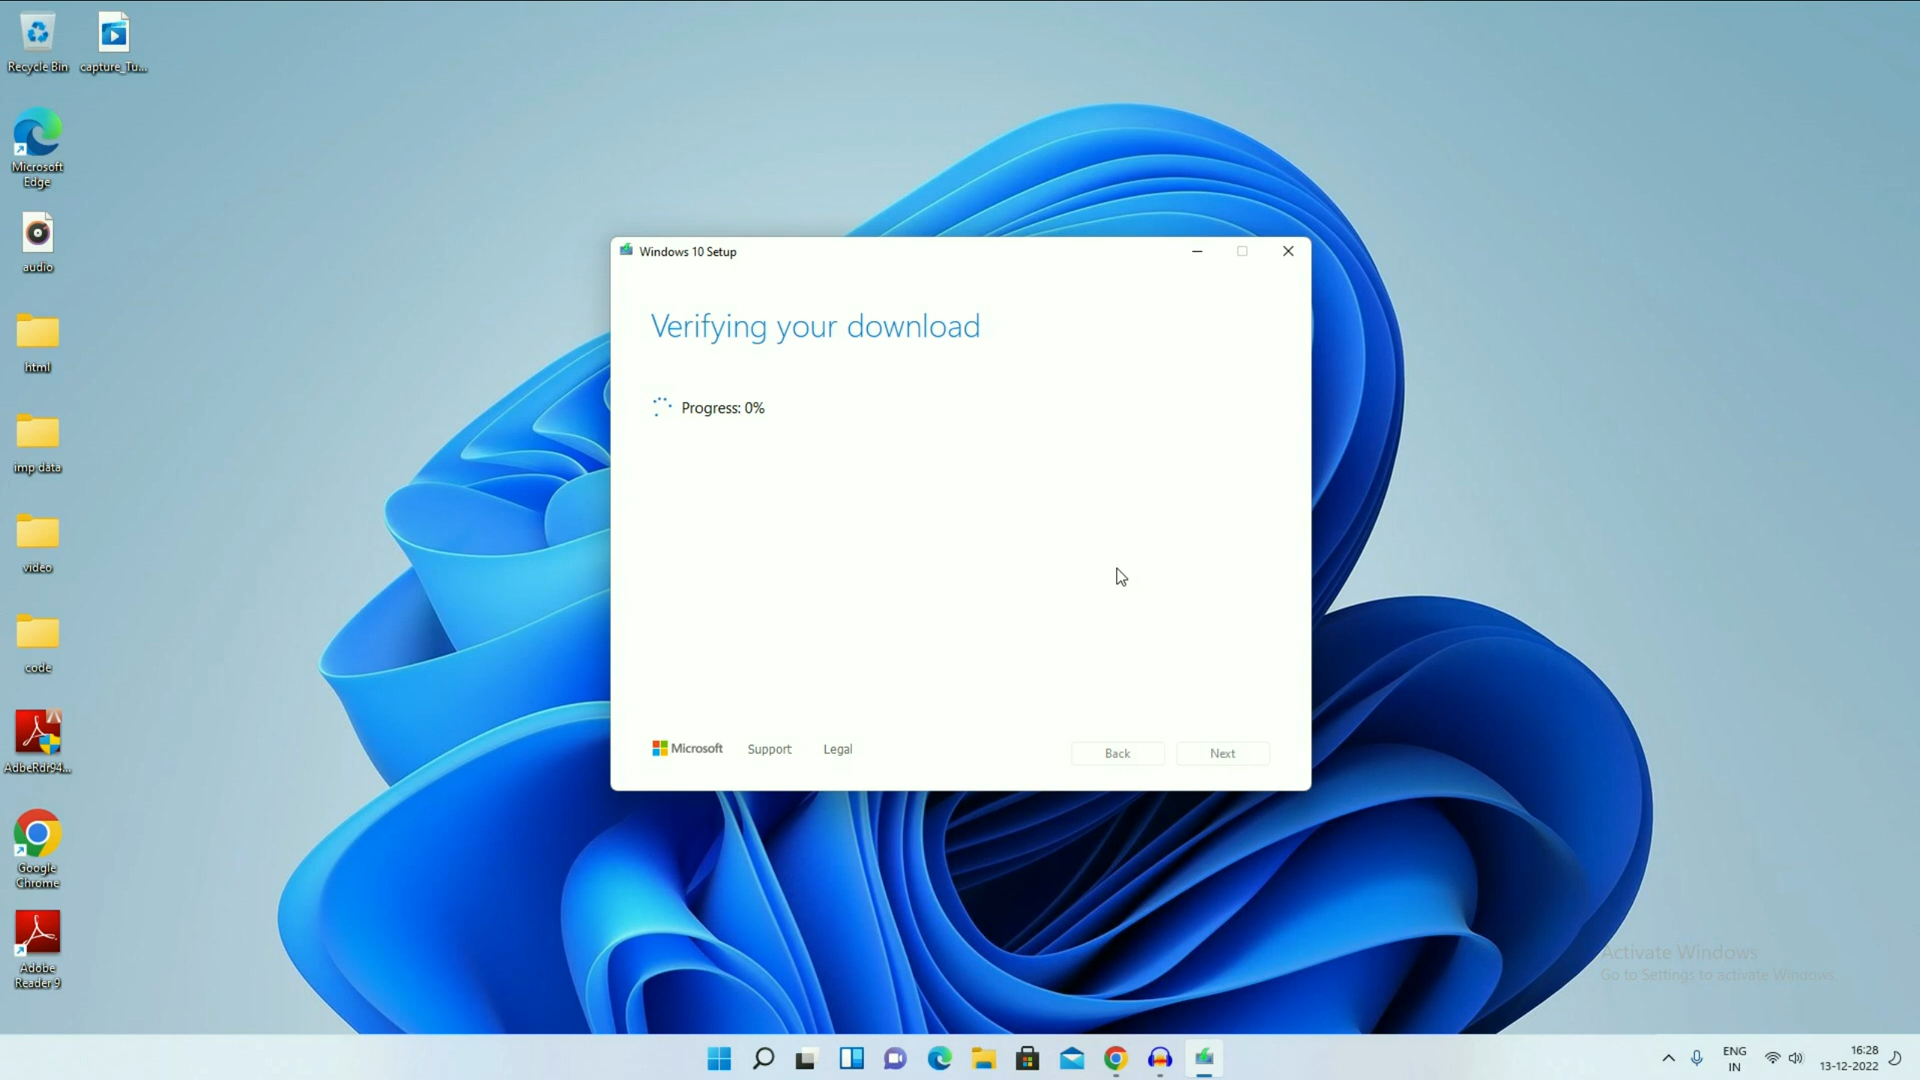 Recycle Bin
capture_Tu...
Microsoft
Edge
audio
html
imp data
video
code
AdbeRdr94...
Google
Chrome
Adobe
Reader 9
Windows 10 Setup
Verifying your download
Progress: 0%
Microsoft
Support
Legal
Back
Next
Activate Windows
Go to Settings to activate Windows.
ENG
IN
16:28
13-12-2022